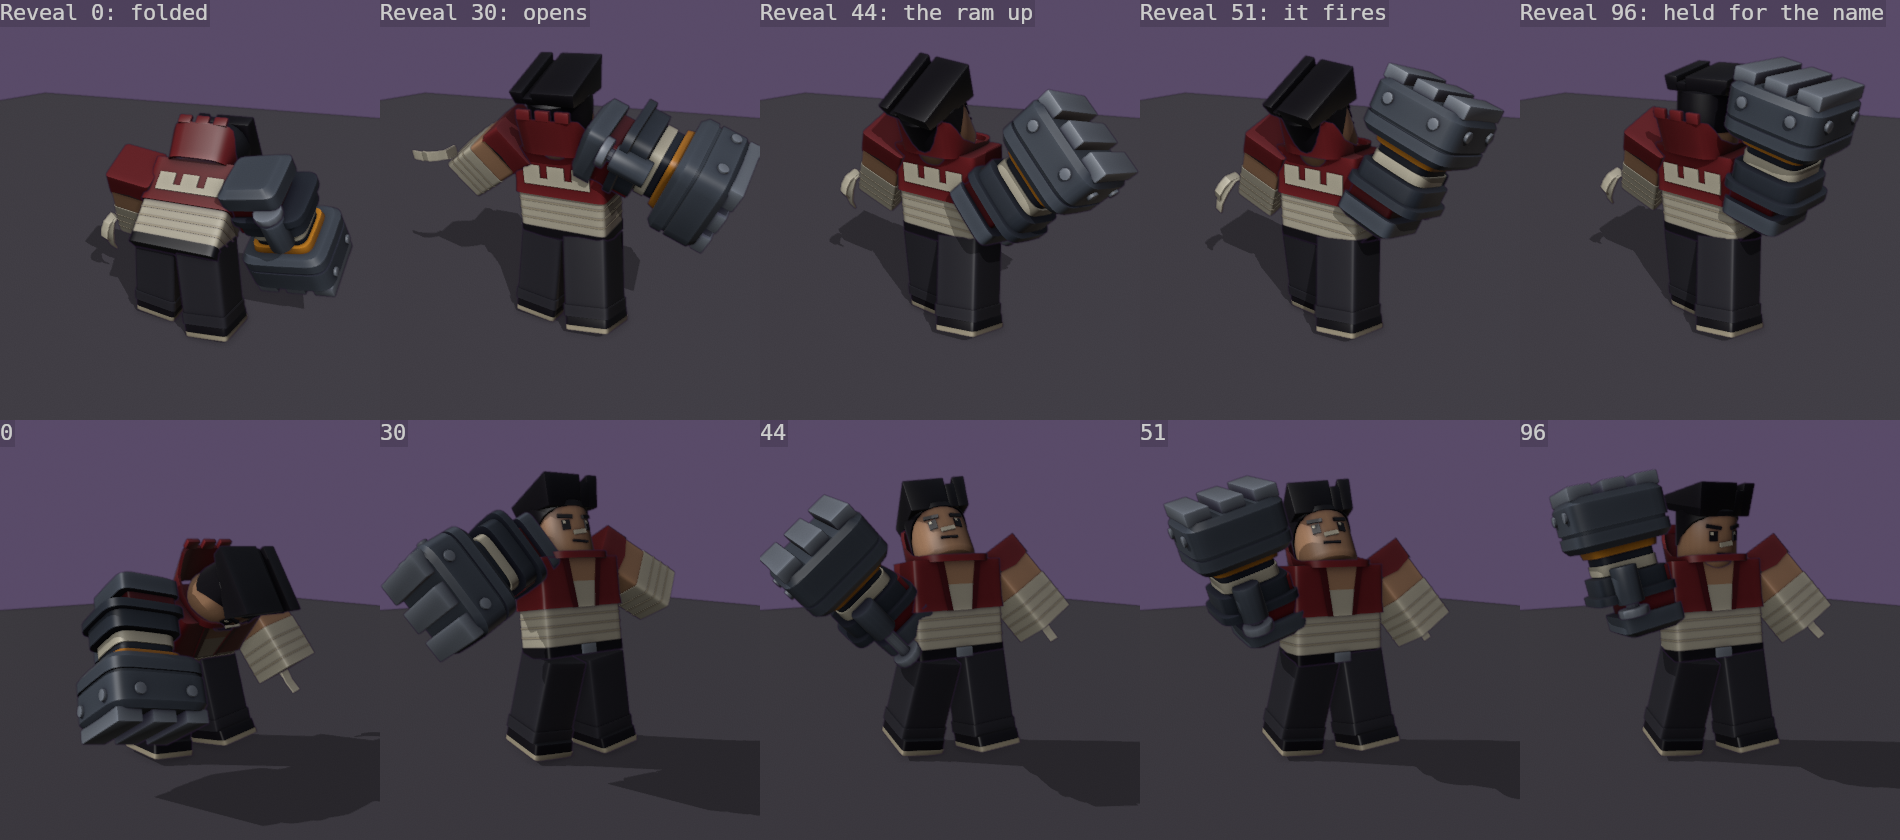 Reveal 0: folded
Reveal 30: opens
Reveal 44: the ram up
Reveal 51: it fires
Reveal 96: held for the name
0
30
44
51
96